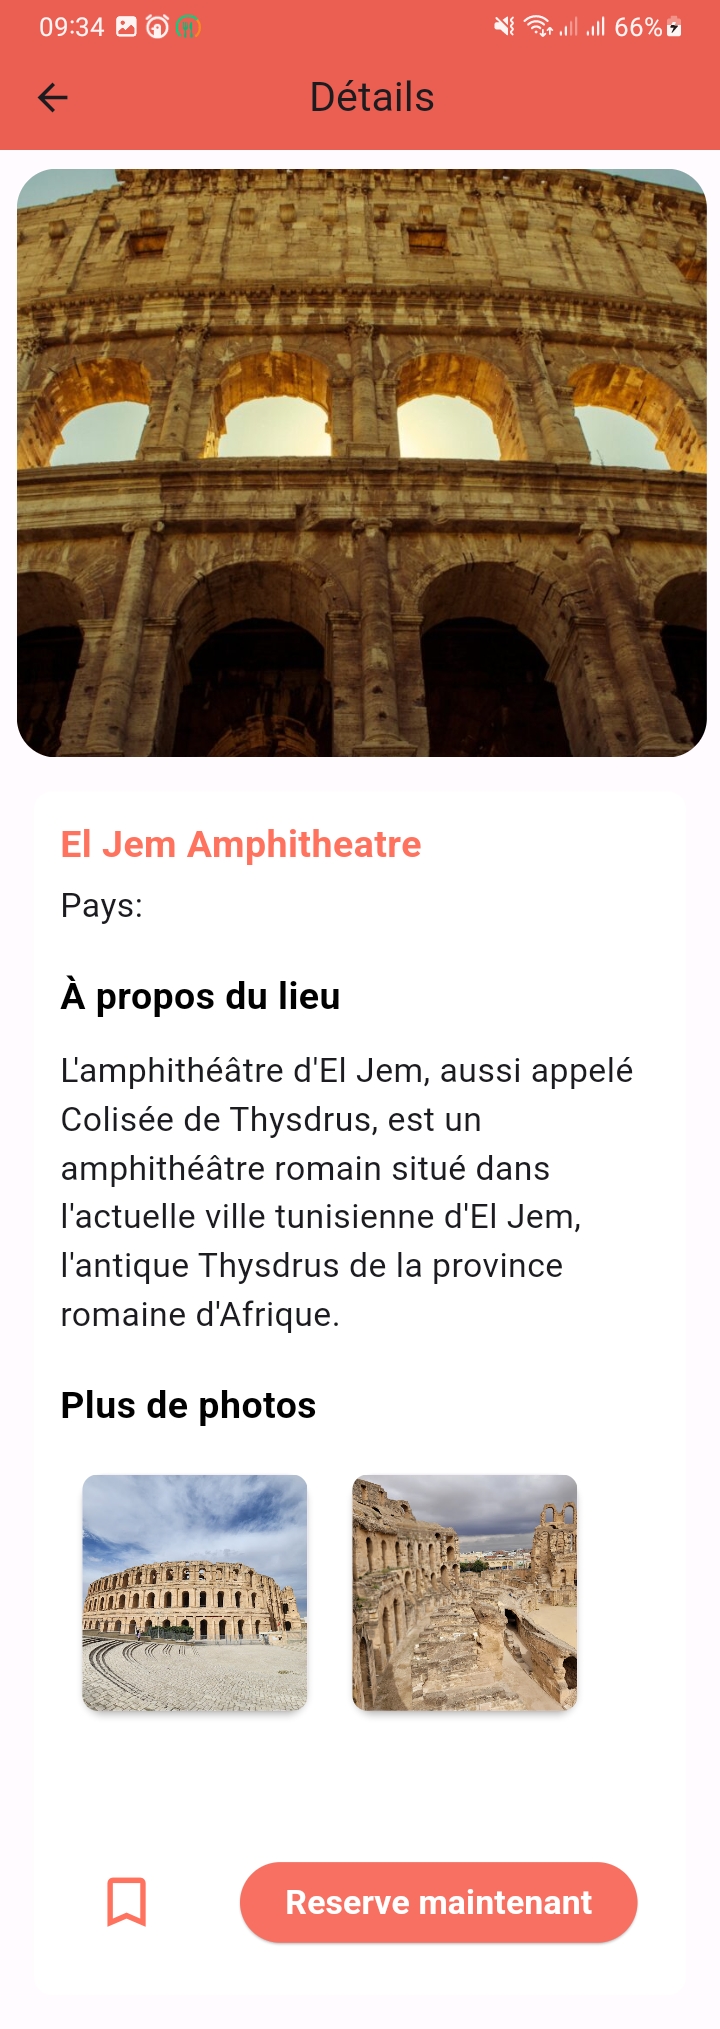 09:34
66%
Détails
El Jem Amphitheatre
Pays:
À propos du lieu
L'amphithéâtre d'El Jem, aussi appelé
Colisée de Thysdrus, est un
amphithéâtre romain situé dans
l'actuelle ville tunisienne d'El Jem,
l'antique Thysdrus de la province
romaine d'Afrique.
Plus de photos
Reserve maintenant